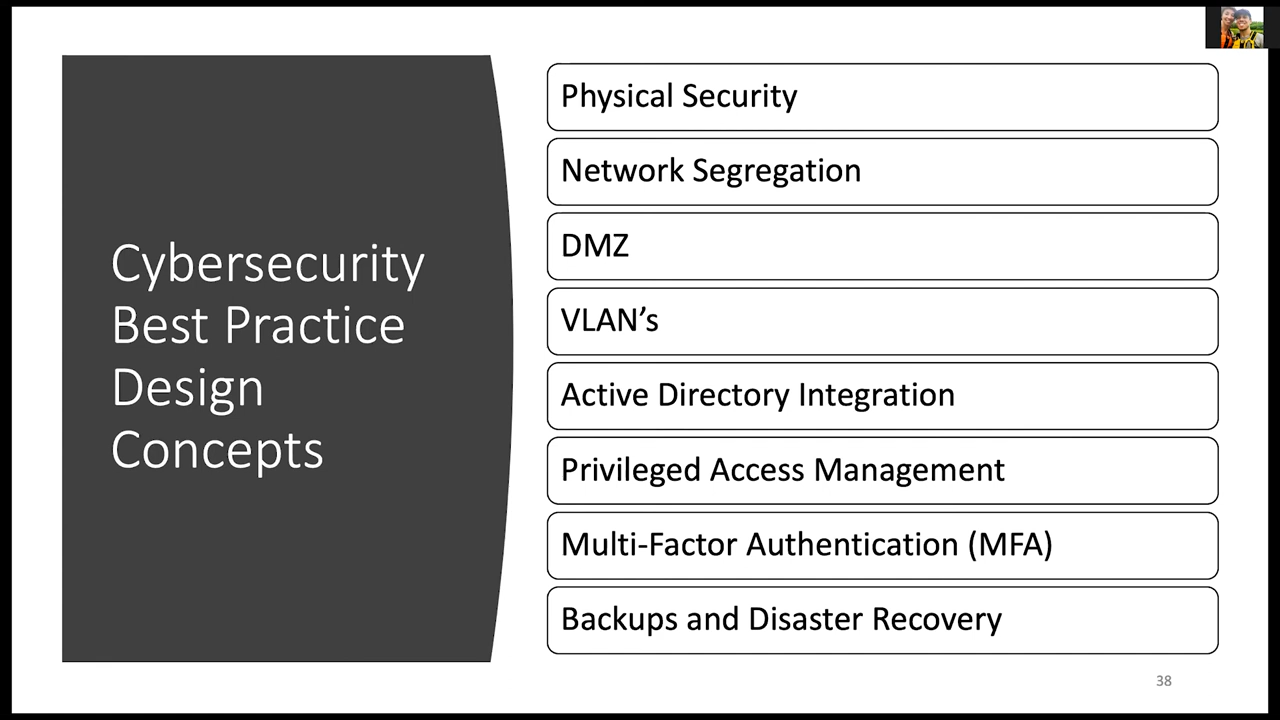 Cybersecurity
Best Practice
Design
Concepts
Physical Security
Network Segregation
DMZ
VLAN’s
Active Directory Integration
Privileged Access Management
Multi-Factor Authentication (MFA)
Backups and Disaster Recovery
38